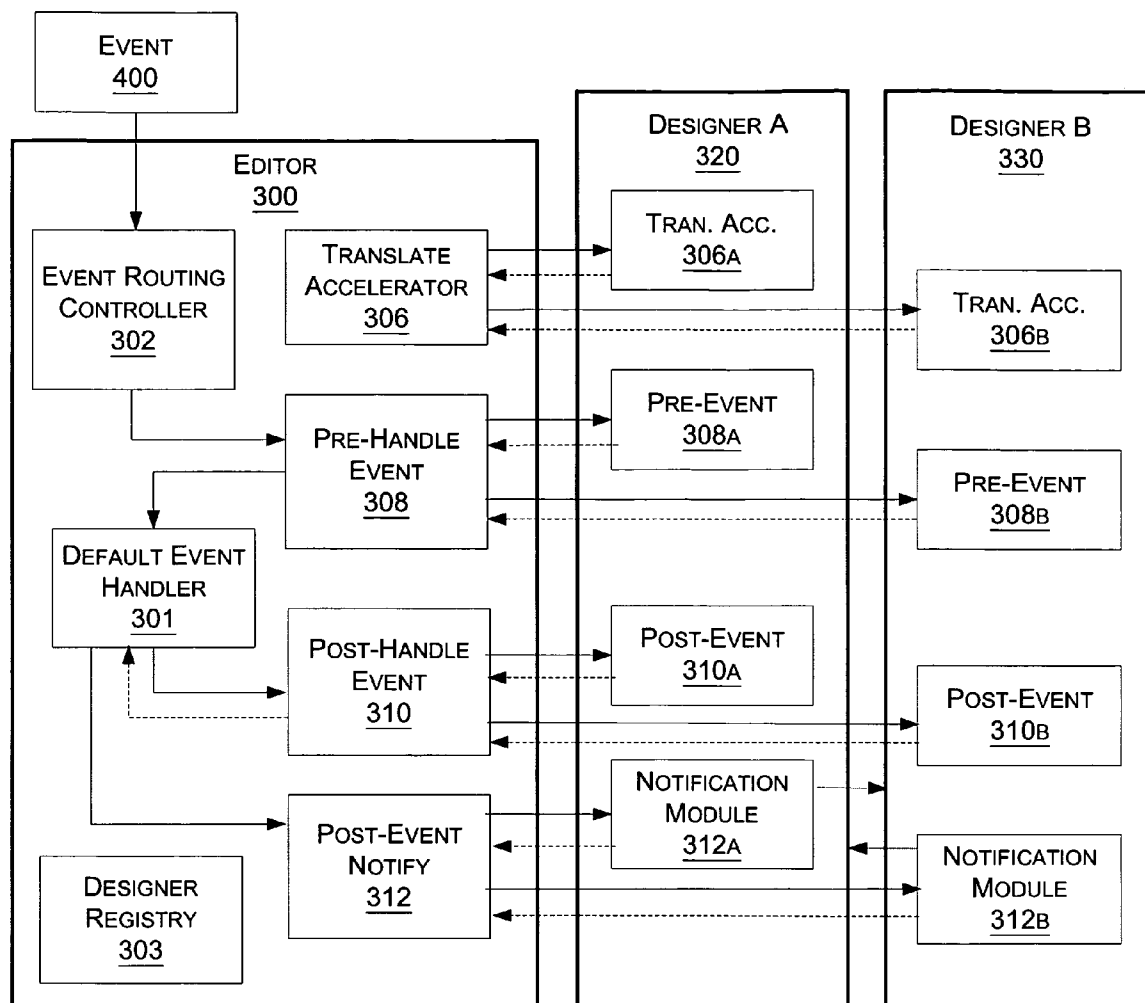 EVENT
400
EDITOR
300
EVENT ROUTING
CONTROLLER
302
TRANSLATE
ACCELERATOR
306
PRE-HANDLE
EVENT
308
DEFAULT EVENT
HANDLER
301
POST-HANDLE
EVENT
310
POST-EVENT
NOTIFY
312
DESIGNER
REGISTRY
303
DESIGNER A
320
TRAN. ACC.
306A
PRE-EVENT
308A
POST-EVENT
310A
NOTIFICATION
MODULE
312A
DESIGNER B
330
TRAN. ACC.
306B
PRE-EVENT
308B
POST-EVENT
310B
NOTIFICATION
MODULE
312B